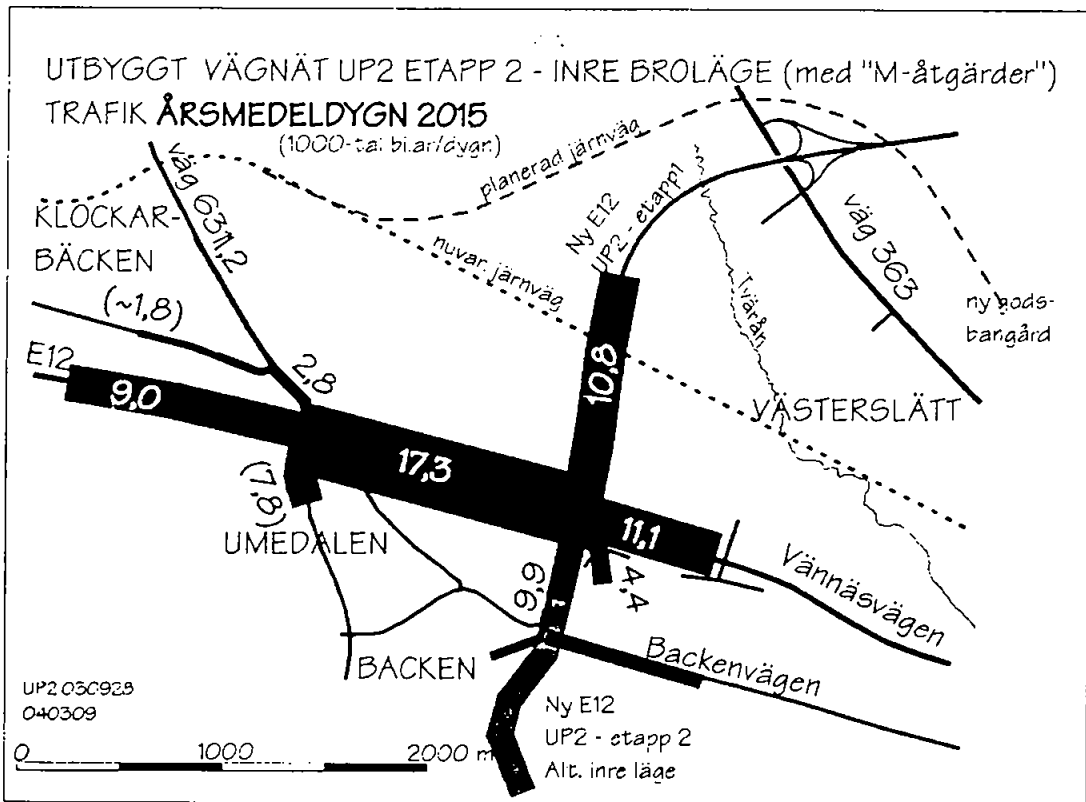 UTBYGGT VÄGNÄT UP2 ETAPP 2 - INRE BROLÄGE (med "M-åtgärder")
TRAFIK ÅRSMEDELDYGN 2015
(1000-tal bilar/dygn)
väg 631
1,2
planerad järnväg
KLOCKAR-
BÄCKEN
(~1,8)
nuvar. järnväg
Ny E12
UP2 - etapp1
Tvärån
väg 363
ny gods-
bangård
E12
9,0
2,8
10,8
VÄSTERSLÄTT
17,3
(7,8)
11,1
UMEDALEN
9,9
4,4
Vännäsvägen
BACKEN
Backenvägen
UP2 030928
040309
Ny E12
UP2 - etapp 2
Alt. inre läge
0 1000 2000 m